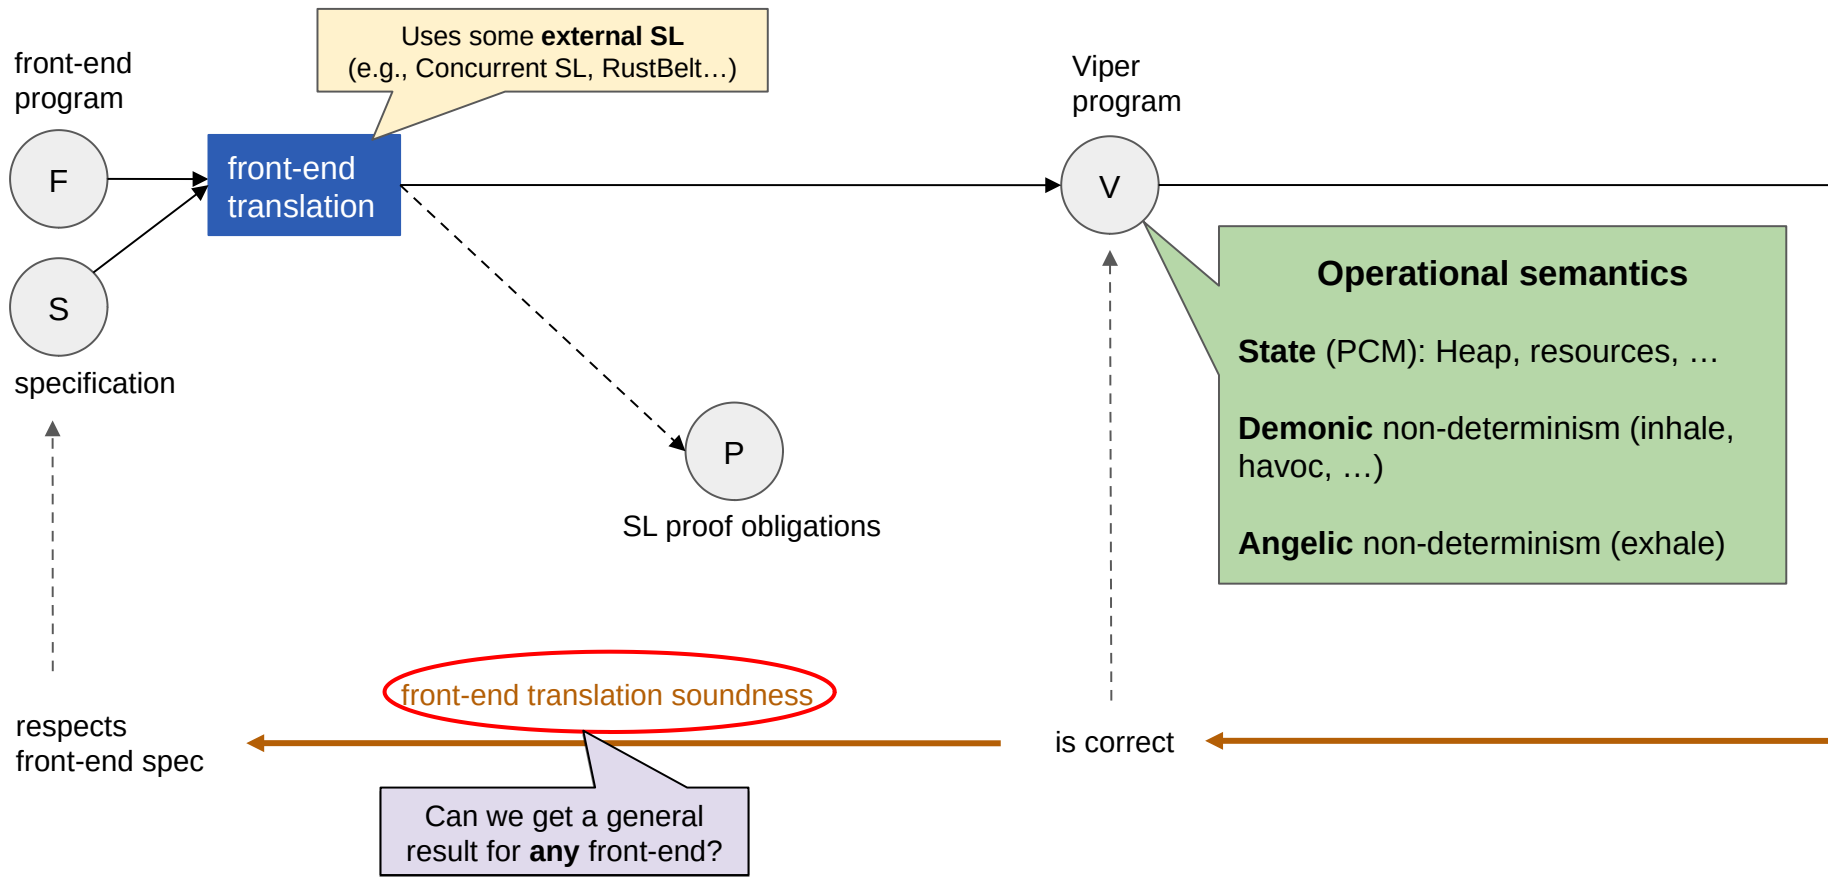 Uses some external SL
(e.g., Concurrent SL, RustBelt…)
front-end
program
Viper
program
F
front-end
translation
V
S
specification
Operational semantics
State (PCM): Heap, resources, …
Demonic non-determinism (inhale,
havoc, …)
Angelic non-determinism (exhale)
P
SL proof obligations
front-end translation soundness
respects
front-end spec
is correct
Can we get a general
result for any front-end?